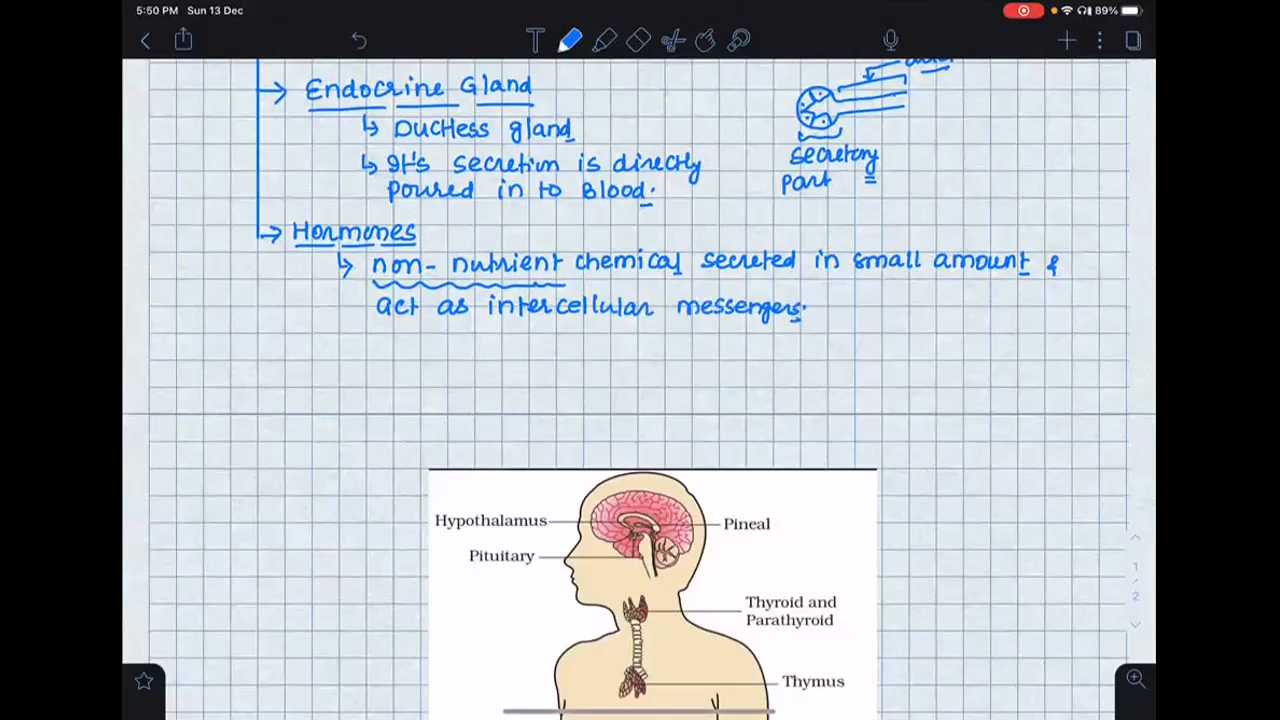 5:50 PM Sun 13 Dec
89%
Endocrine Gland
Ductless gland
It's secretion is directly
poured in to Blood.
secretory
part
Hormones
non-nutrient chemical secreted in small amount &
act as intercellular messengers.
1
2
Hypothalamus
Pineal
Pituitary
Thyroid and
Parathyroid
Thymus